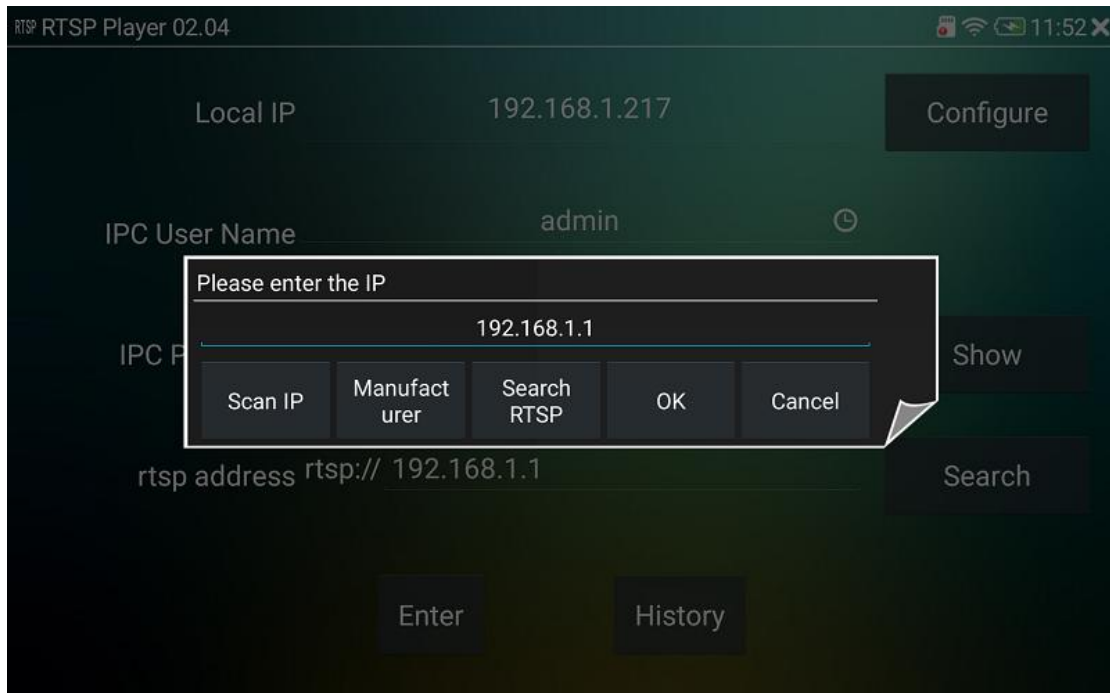 RTSP RTSP Player 02.04 11:52
Local IP 192.168.1.217 Configure
IPC User Name admin
Please enter the IP
192.168.1.1
IPC P Show
Scan IP Manufact
urer Search
RTSP OK Cancel
rtsp address rtsp:// 192.168.1.1 Search
Enter History